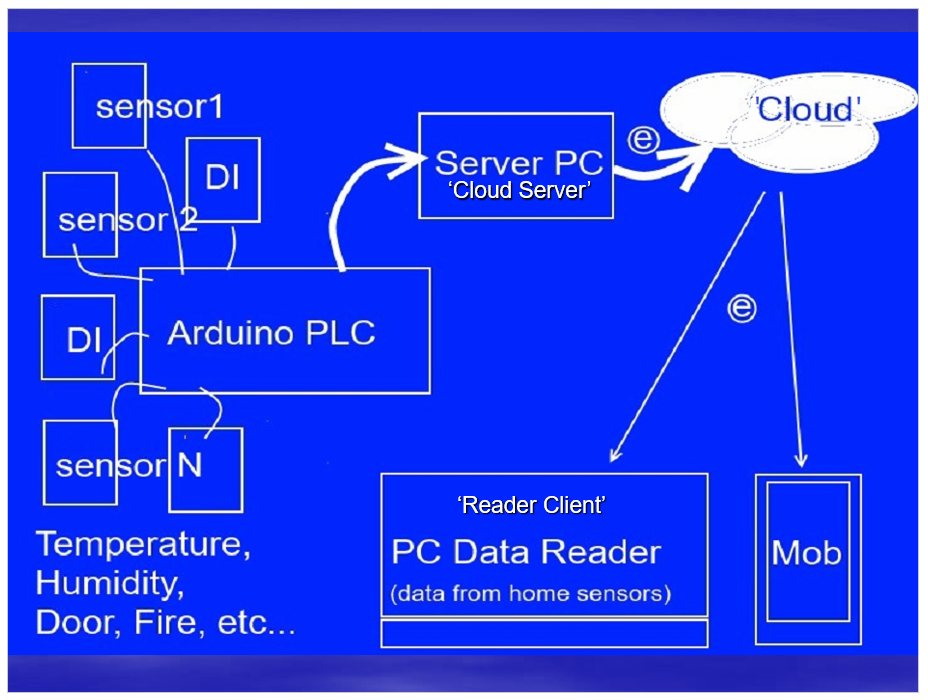 sensor1
DI
sensor 2
DI
Arduino PLC
sensor N
Temperature,
Humidity,
Door, Fire, etc...
Server PC
‘Cloud Server’
e
'Cloud'
e
‘Reader Client’
PC Data Reader
(data from home sensors)
Mob